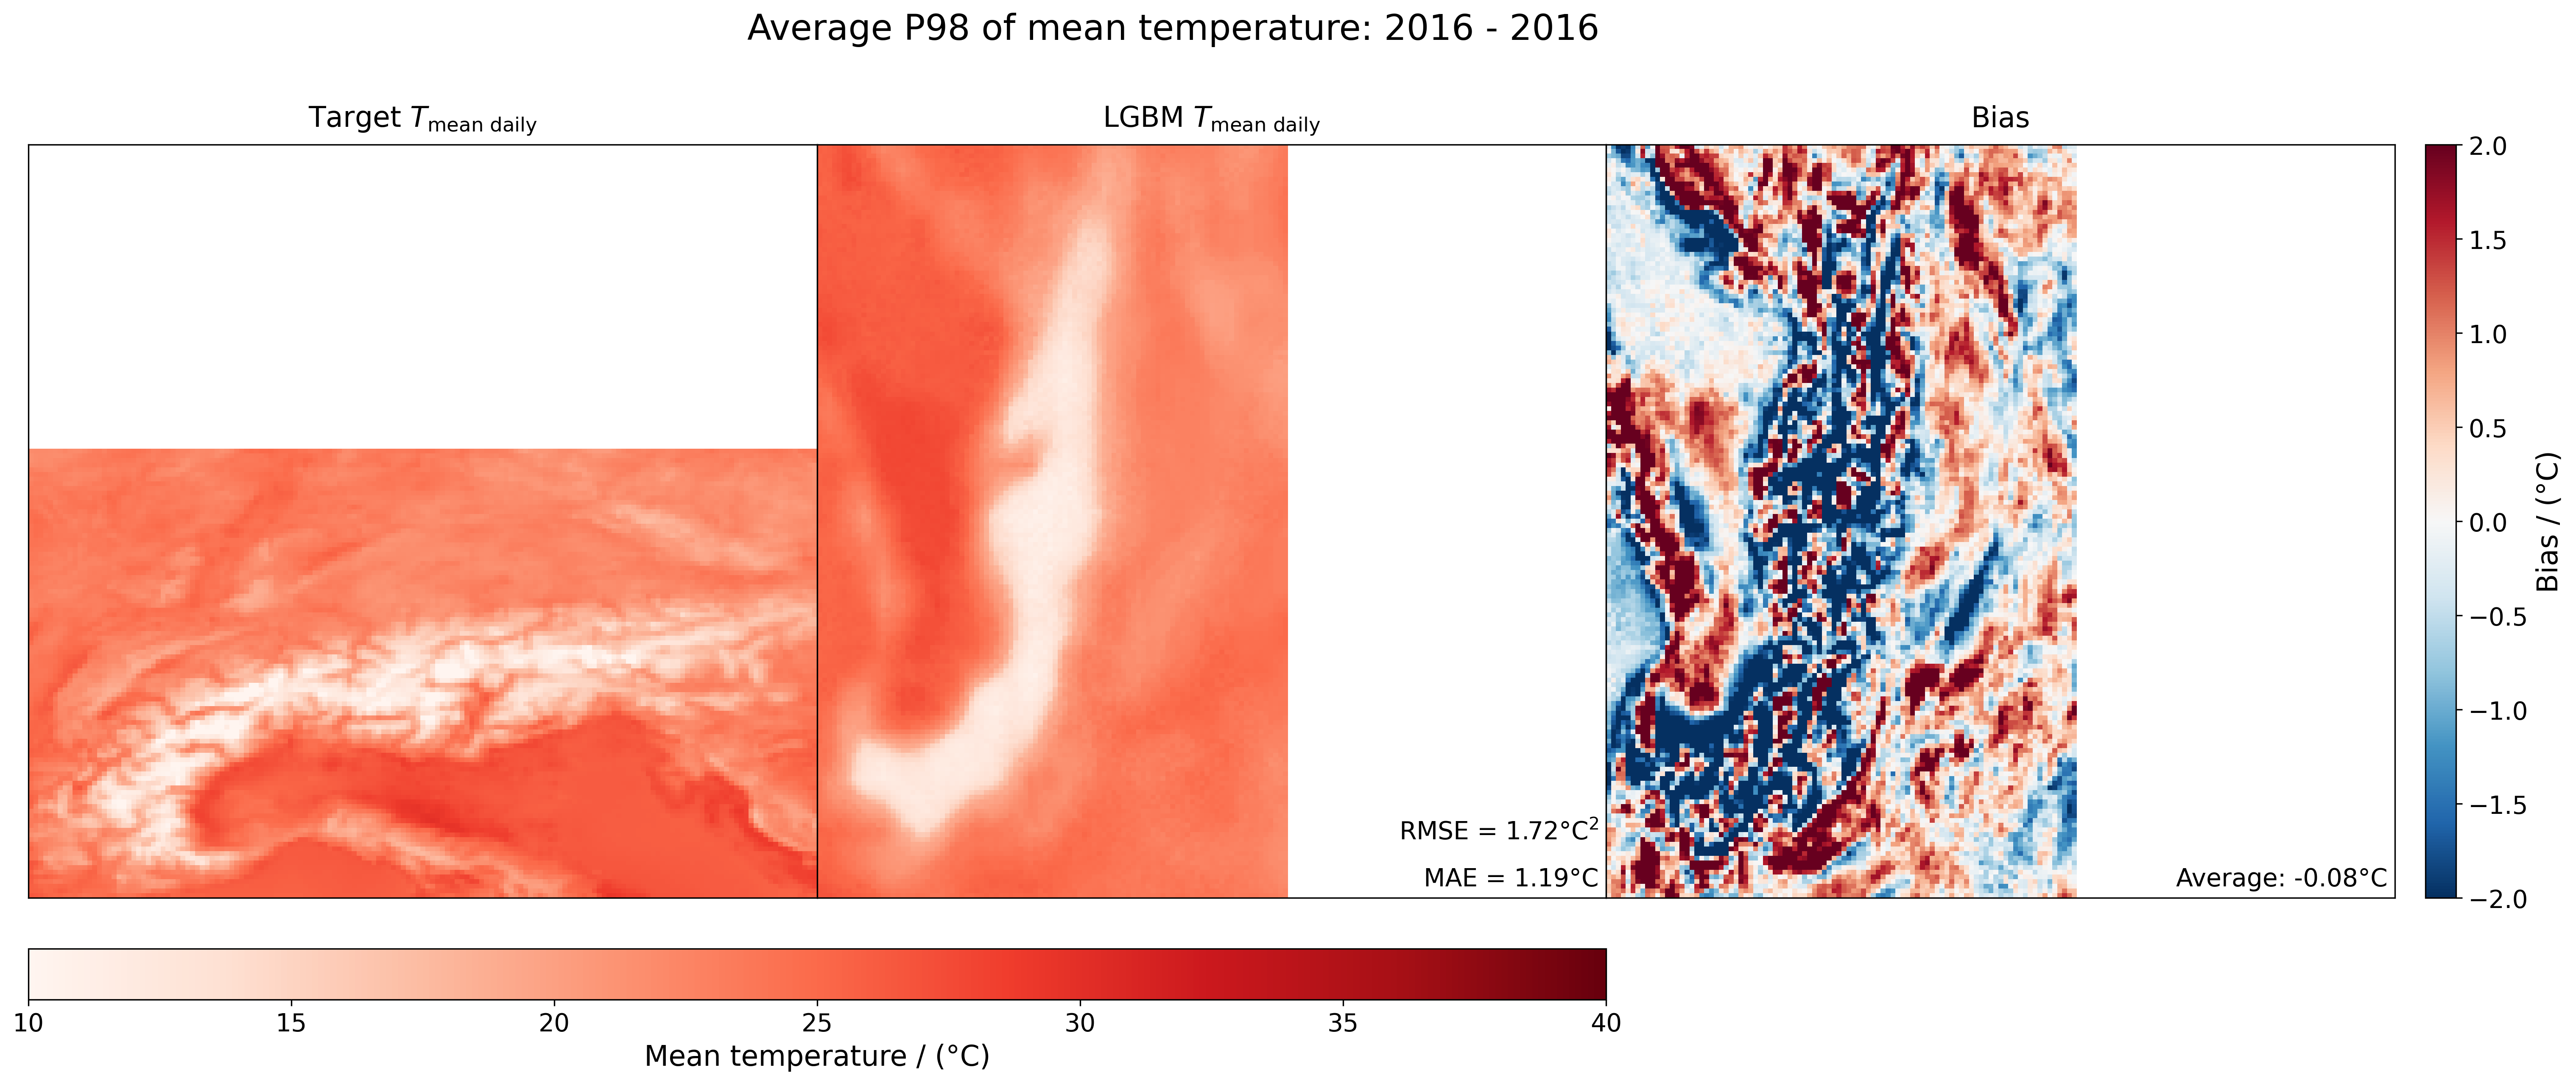 Average P98 of mean temperature: 2016 - 2016
Target T_mean daily
LGBM T_mean daily
Bias
RMSE = 1.72°C²
MAE = 1.19°C
Average: -0.08°C
2.0
1.5
1.0
0.5
0.0
−0.5
−1.0
−1.5
−2.0
Bias / (°C)
10 15 20 25 30 35 40
Mean temperature / (°C)